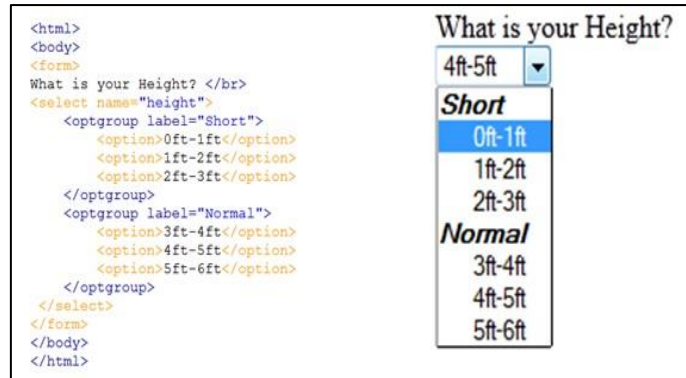 <html>
<body>
<form>
What is your Height? </br>
<select name="height">
<optgroup label="Short">
<option>0ft-1ft</option>
<option>1ft-2ft</option>
<option>2ft-3ft</option>
</optgroup>
<optgroup label="Normal">
<option>3ft-4ft</option>
<option>4ft-5ft</option>
<option>5ft-6ft</option>
</optgroup>
</select>
</form>
</body>
</html>
What is your Height?
4ft-5ft
Short
0ft-1ft
1ft-2ft
2ft-3ft
Normal
3ft-4ft
4ft-5ft
5ft-6ft